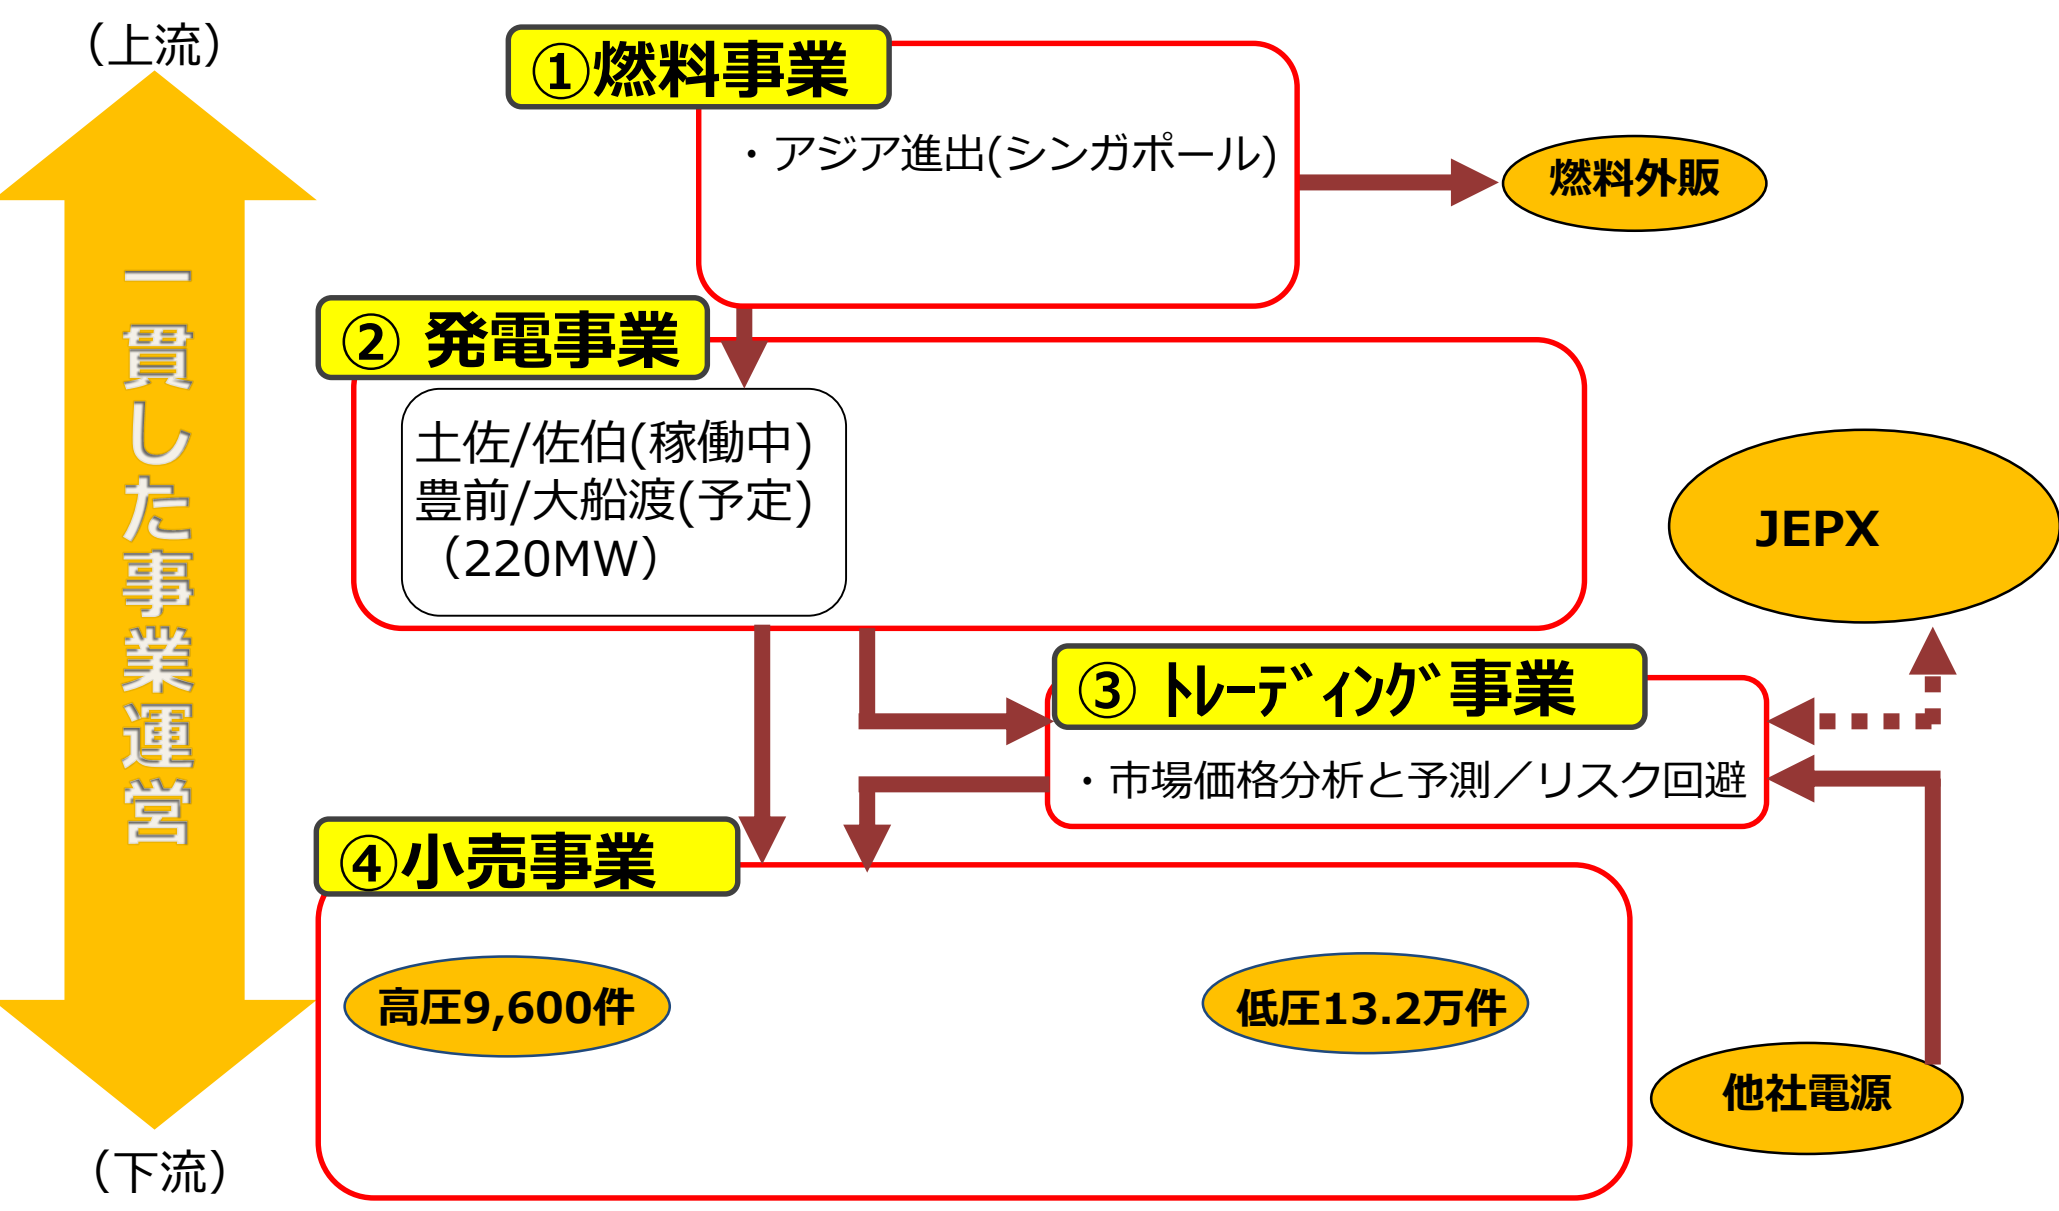 （上流）
一貫した事業運営
（下流）
①燃料事業
・アジア進出(シンガポール)
燃料外販
② 発電事業
土佐/佐伯(稼働中)
豊前/大船渡(予定)
（220MW）
JEPX
③ ﾄﾚｰﾃﾞｨﾝｸﾞ事業
・市場価格分析と予測／リスク回避
④小売事業
高圧9,600件
低圧13.2万件
他社電源